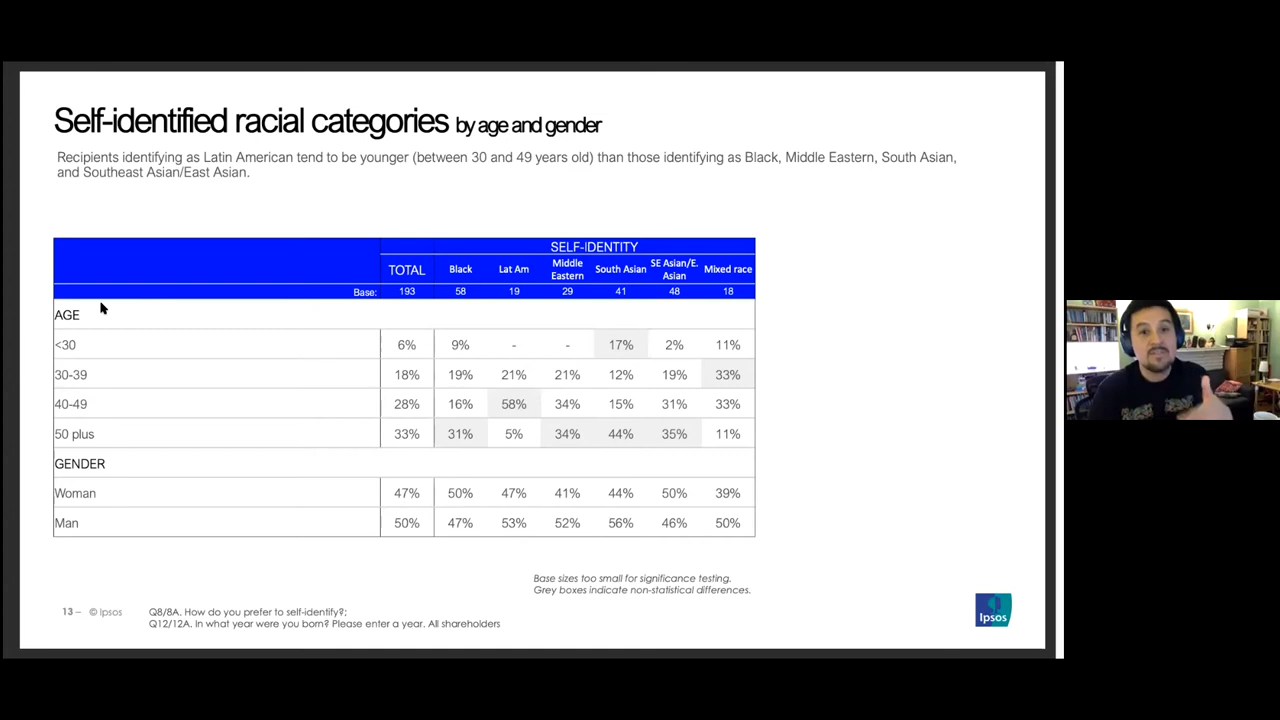 Self-identified racial categories by age and gender
Recipients identifying as Latin American tend to be younger (between 30 and 49 years old) than those identifying as Black, Middle Eastern, South Asian,
and Southeast Asian/East Asian.
SELF-IDENTITY
TOTAL Black Lat Am Middle Eastern South Asian SE Asian/E. Asian Mixed race
Base: 193 58 19 29 41 48 18
AGE
<30 6% 9% - - 17% 2% 11%
30-39 18% 19% 21% 21% 12% 19% 33%
40-49 28% 16% 58% 34% 15% 31% 33%
50 plus 33% 31% 5% 34% 44% 35% 11%
GENDER
Woman 47% 50% 47% 41% 44% 50% 39%
Man 50% 47% 53% 52% 56% 46% 50%
Base sizes too small for significance testing.
Grey boxes indicate non-statistical differences.
13 – © Ipsos
Q8/8A. How do you prefer to self-identify?;
Q12/12A. In what year were you born? Please enter a year. All shareholders
Ipsos